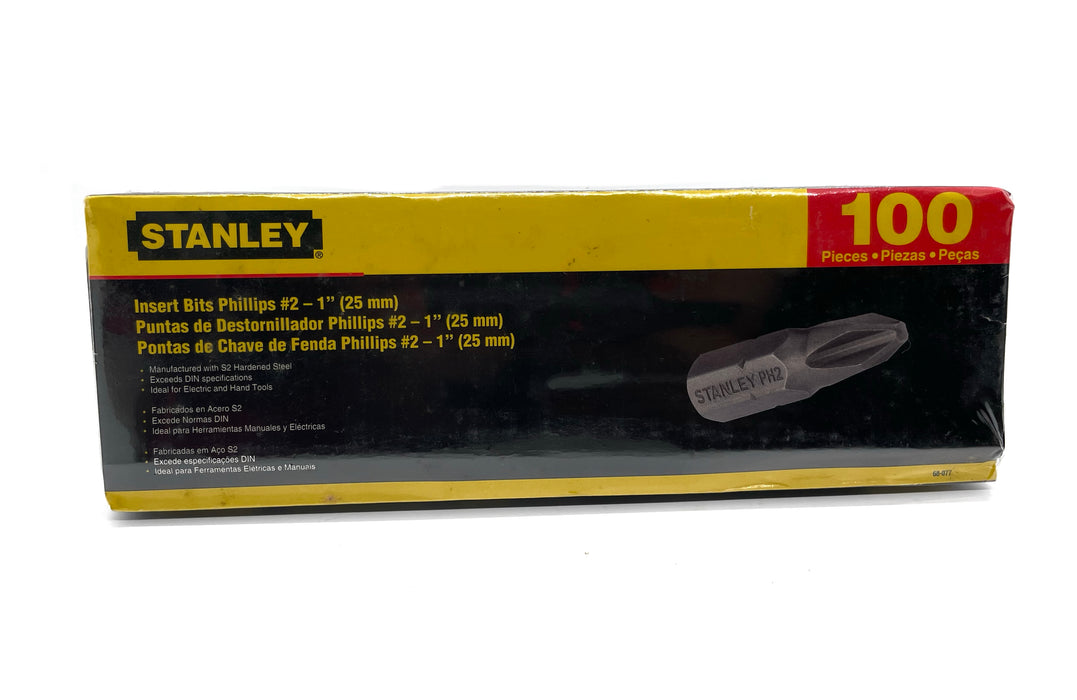 STANLEY®
100
Pieces • Piezas • Peças
Insert Bits Phillips #2 – 1” (25 mm)
Puntas de Destornillador Phillips #2 – 1” (25 mm)
Pontas de Chave de Fenda Phillips #2 – 1” (25 mm)
• Manufactured with S2 Hardened Steel
• Exceeds DIN specifications
• Ideal for Electric and Hand Tools
• Fabricados en Acero S2
• Excede Normas DIN
• Ideal para Herramientas Manuales y Eléctricas
• Fabricadas em Aço S2
• Excede especificações DIN
• Ideal para Ferramentas Elétricas e Manuais
STANLEY PH2
68-077